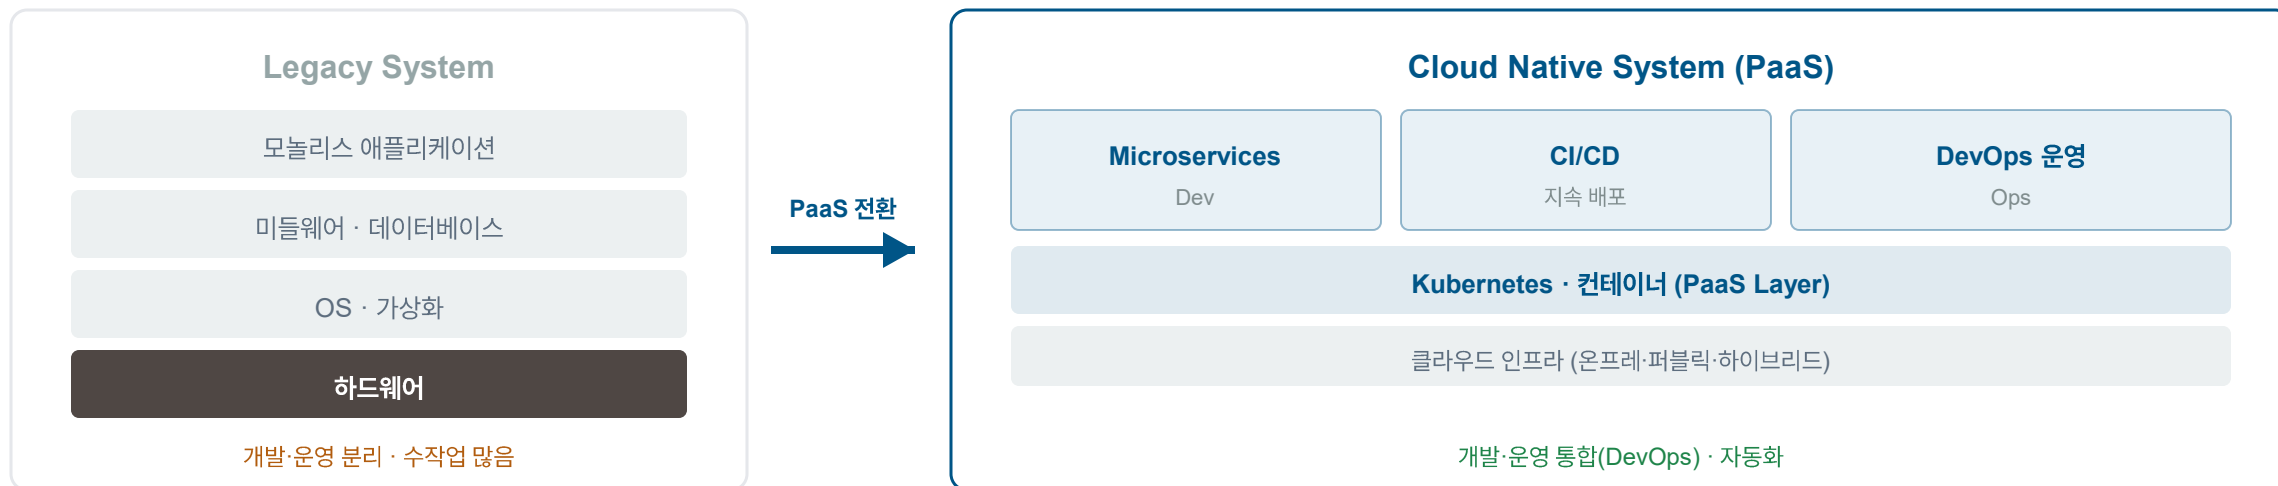 Legacy System
모놀리스 애플리케이션
미들웨어 · 데이터베이스
OS · 가상화
하드웨어
개발·운영 분리 · 수작업 많음
PaaS 전환
Cloud Native System (PaaS)
Microservices
Dev
CI/CD
지속 배포
DevOps 운영
Ops
Kubernetes · 컨테이너 (PaaS Layer)
클라우드 인프라 (온프레·퍼블릭·하이브리드)
개발·운영 통합(DevOps) · 자동화